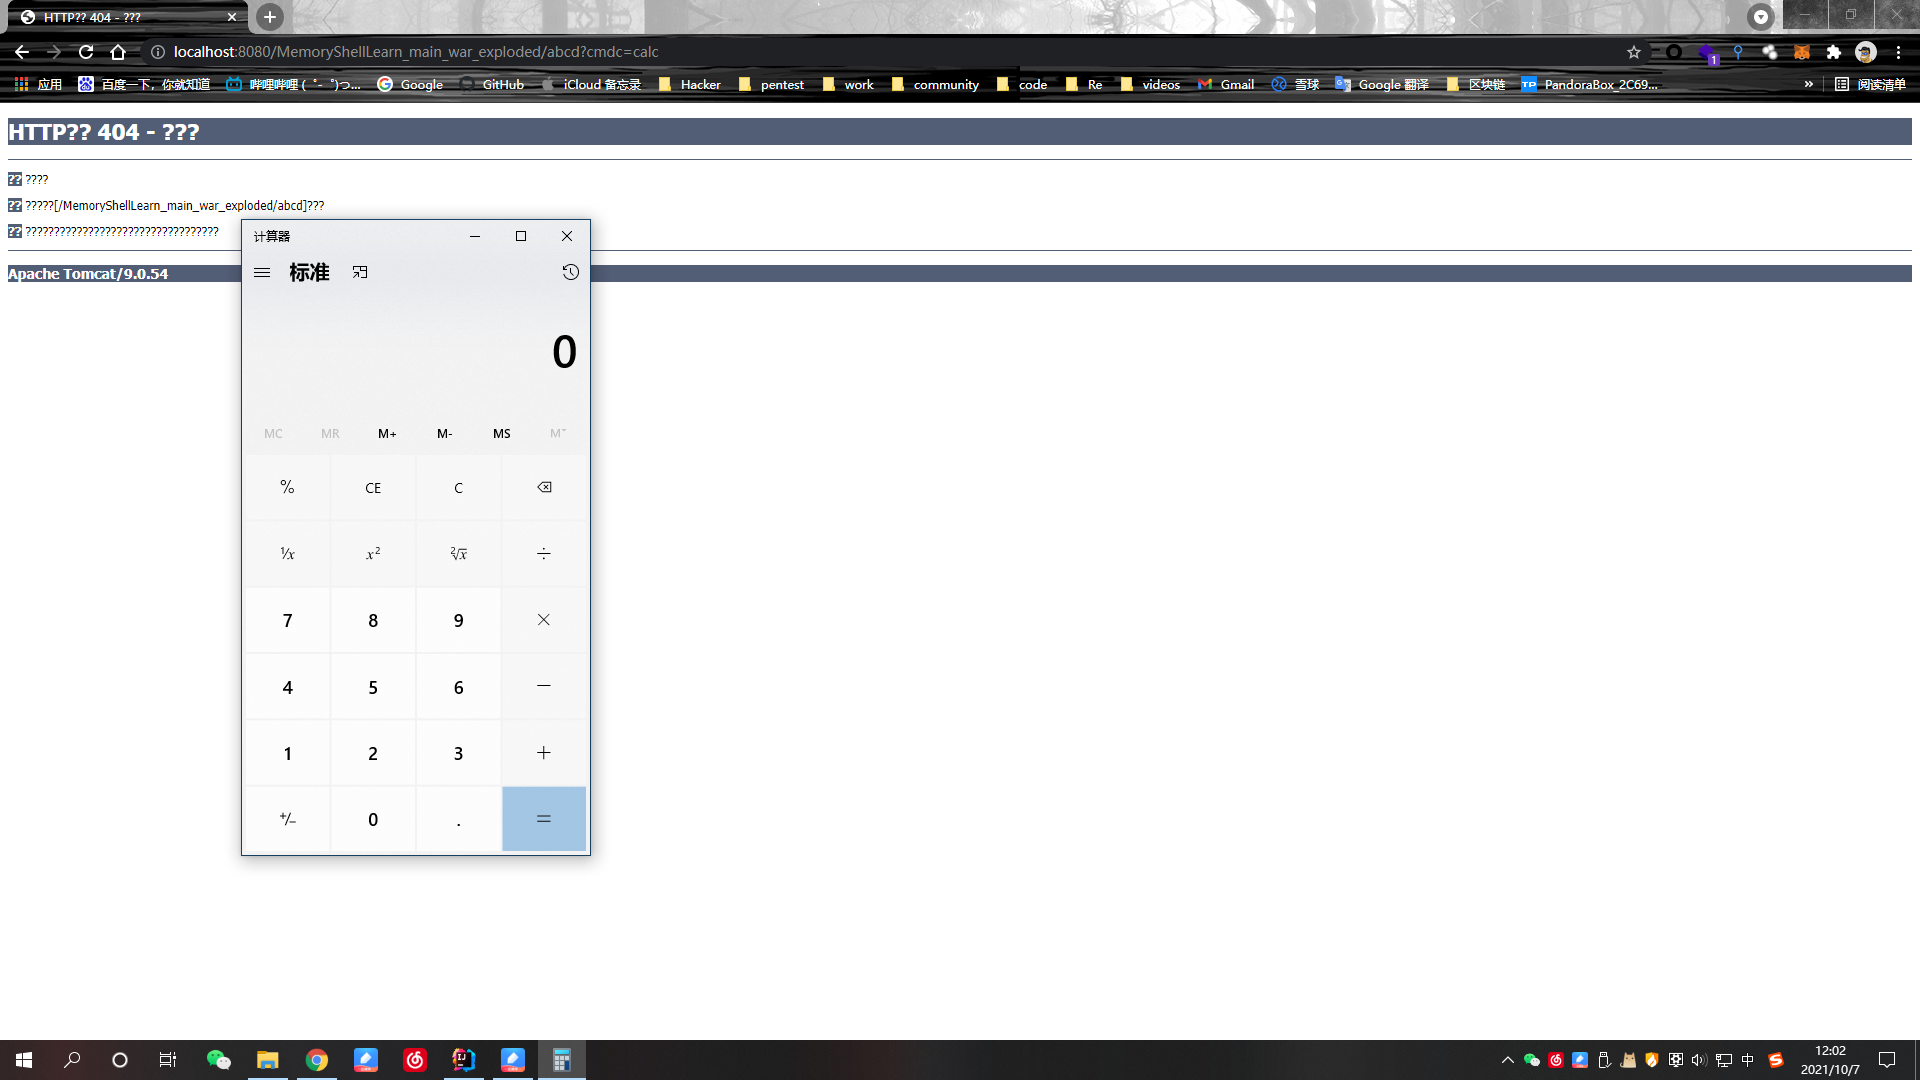 HTTP?? 404 - ???
localhost:8080/MemoryShellLearn_main_war_exploded/abcd?cmdc=calc
1
应用 百度一下，你就知道 哔哩哔哩 ( ゜- ゜)つ... Google GitHub iCloud 备忘录 Hacker pentest work community code Re videos Gmail 雪球 Google 翻译 区块链 TP PandoraBox_2C69... » 阅读清单
HTTP?? 404 - ???
?? ????
?? ?????[/MemoryShellLearn_main_war_exploded/abcd]???
?? ??????????????????????????????????
Apache Tomcat/9.0.54
计算器
标准
0
MC MR M+ M- MS M˅
% CE C
¹/x x² ²√x ÷
7 8 9 ×
4 5 6 −
1 2 3 +
+/− 0 . =
中
12:02
2021/10/7